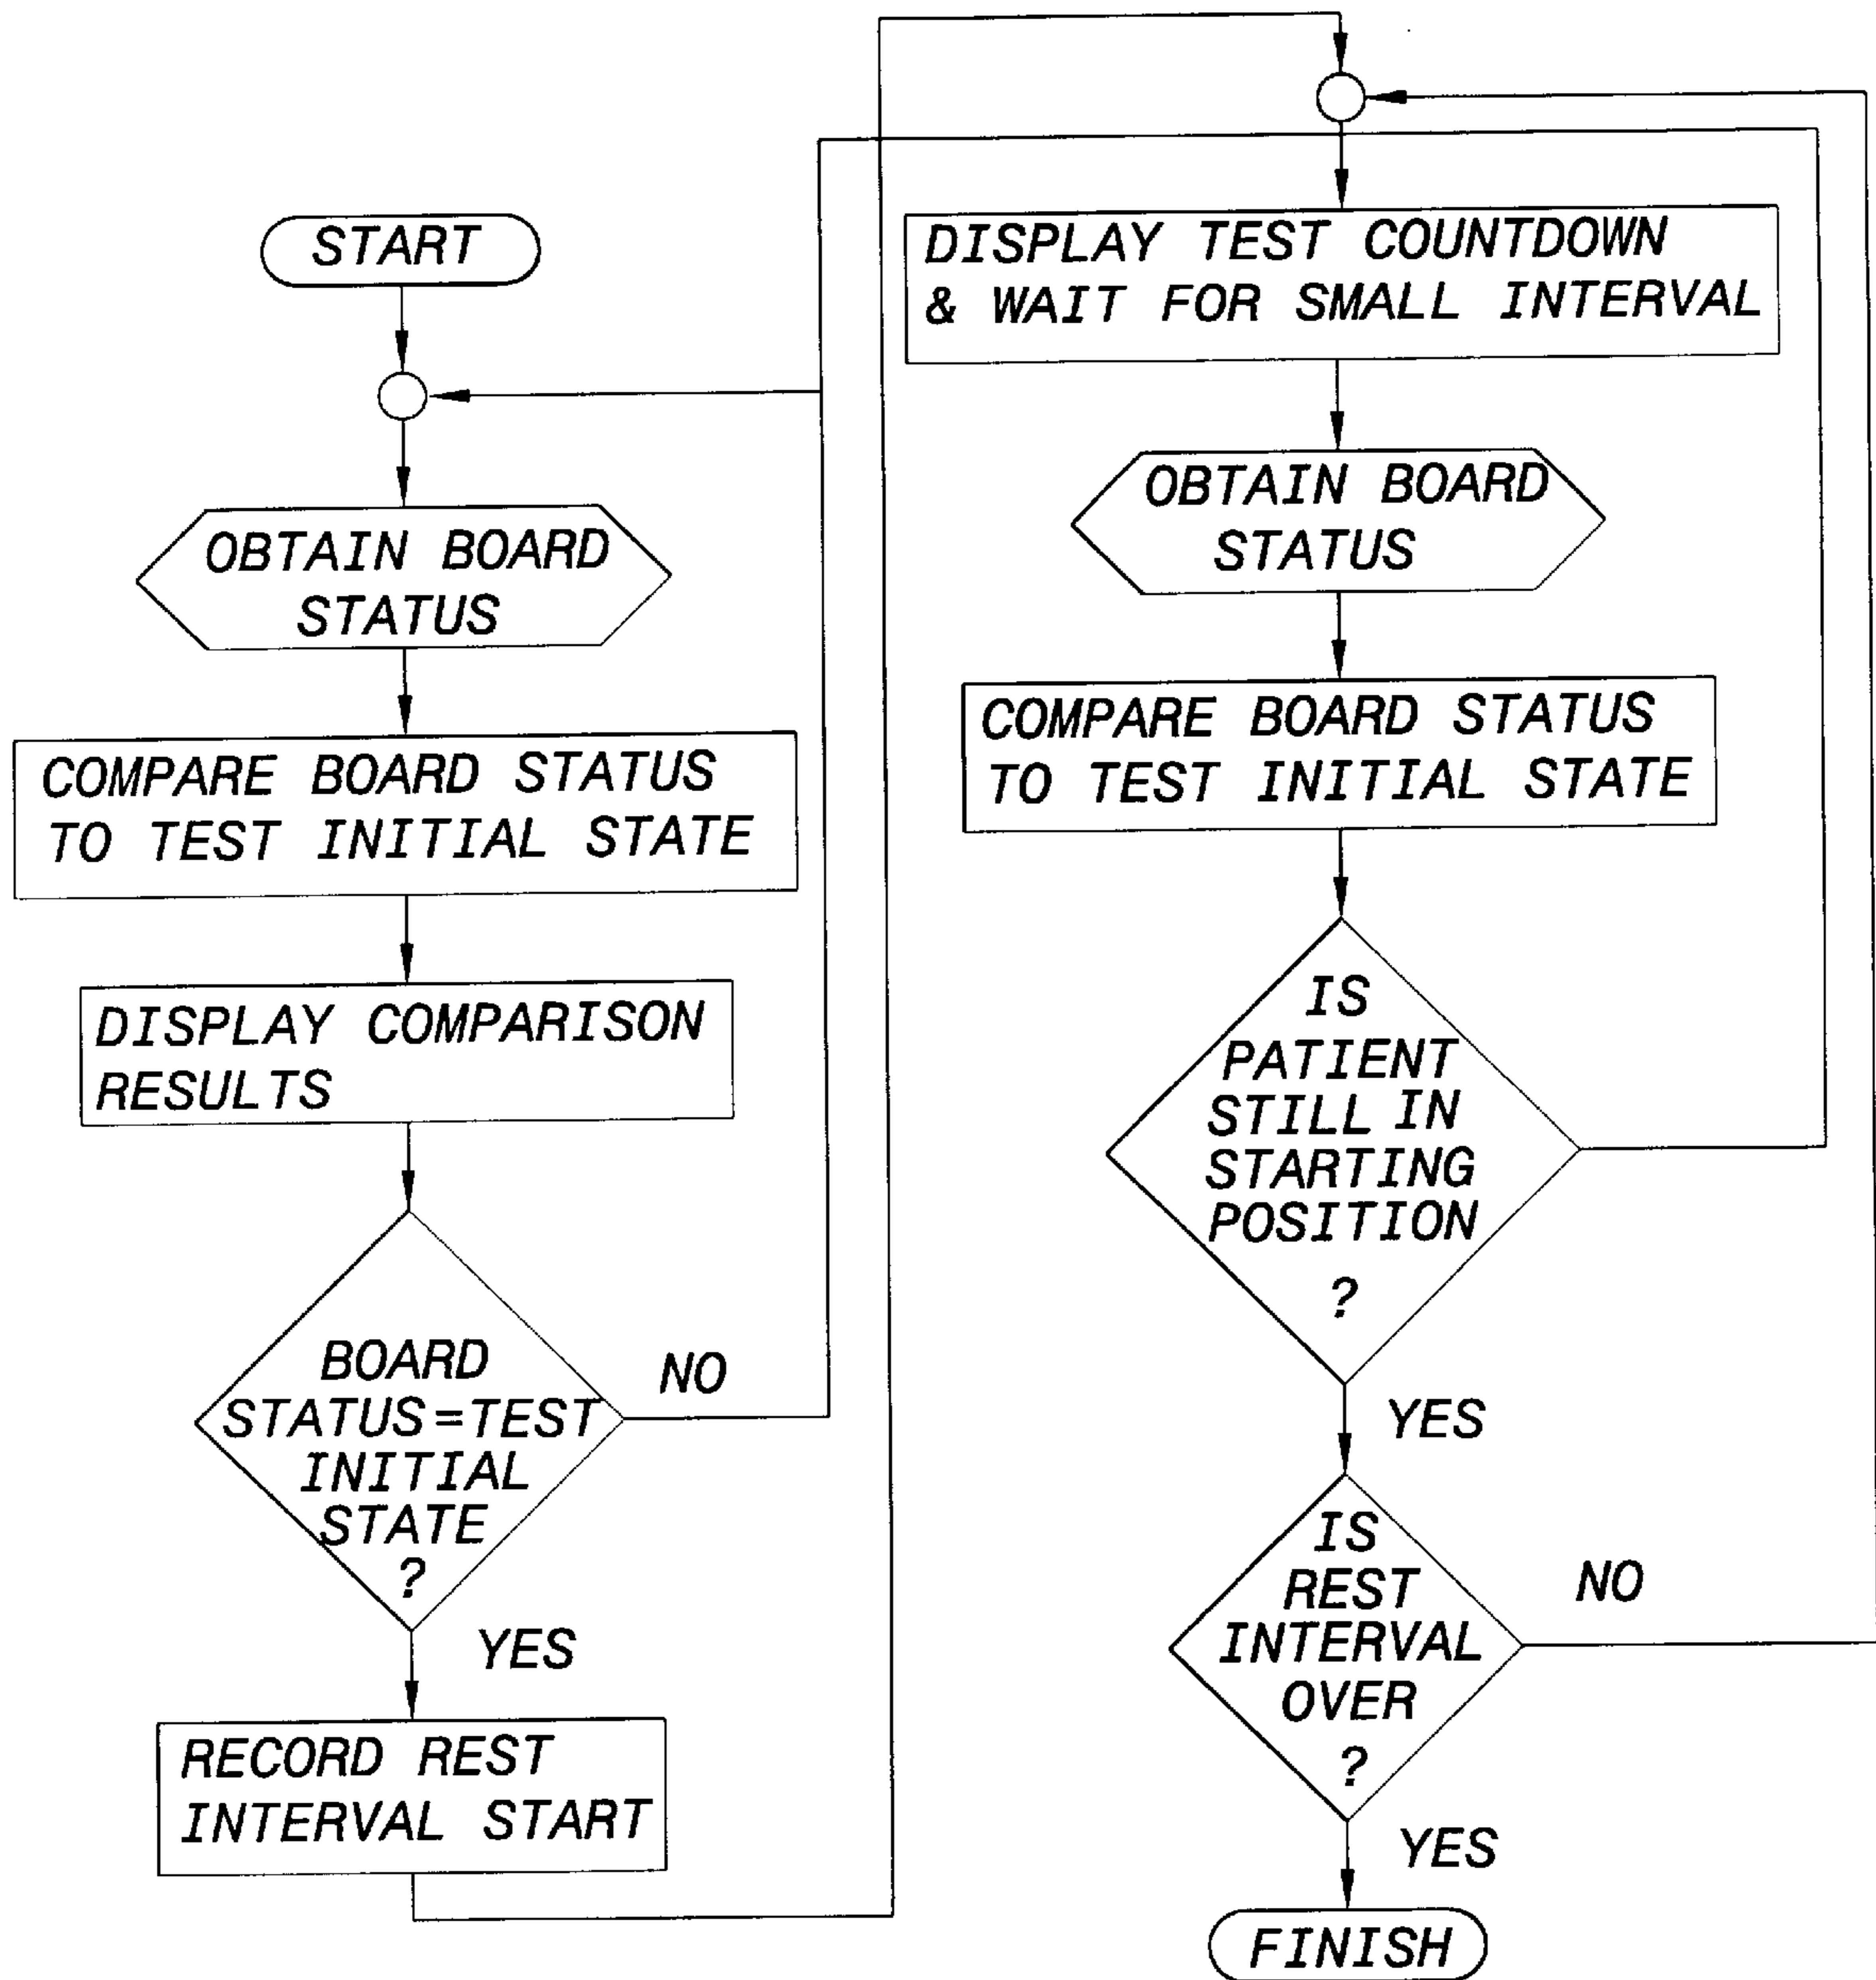 START
OBTAIN BOARD
STATUS
COMPARE BOARD STATUS
TO TEST INITIAL STATE
DISPLAY COMPARISON
RESULTS
BOARD
STATUS=TEST
INITIAL
STATE
?
NO
YES
RECORD REST
INTERVAL START
DISPLAY TEST COUNTDOWN
& WAIT FOR SMALL INTERVAL
OBTAIN BOARD
STATUS
COMPARE BOARD STATUS
TO TEST INITIAL STATE
IS
PATIENT
STILL IN
STARTING
POSITION
?
YES
IS
REST
INTERVAL
OVER
?
NO
YES
FINISH